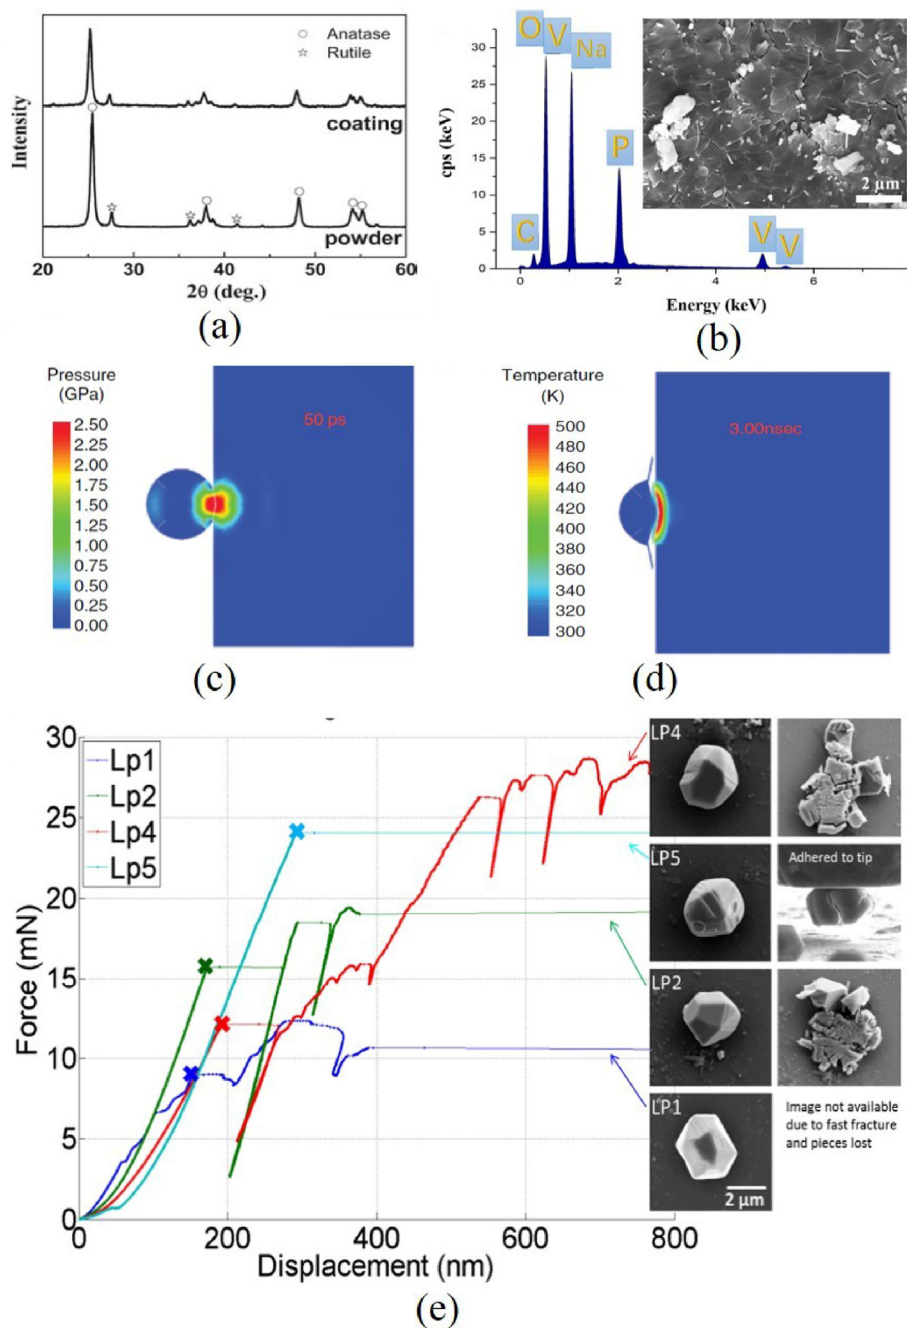 Anatase
Rutile
Intensity
coating
powder
20 30 40 50 60
2θ (deg.)
(a)
O V Na P C V V
30
25
20
15
10
5
0
cps (keV)
0 2 4 6
Energy (keV)
2 μm
(b)
Pressure
(GPa)
2.50
2.25
2.00
1.75
1.50
1.25
1.00
0.75
0.50
0.25
0.00
50 ps
(c)
Temperature
(K)
500
480
460
440
420
400
380
360
340
320
300
3.00nsec
(d)
30
25
20
15
10
5
0
Force (mN)
Lp1
Lp2
Lp4
Lp5
0 200 400 600 800
Displacement (nm)
LP4
LP5
Adhered to tip
LP2
LP1
2 μm
Image not available
due to fast fracture
and pieces lost
(e)